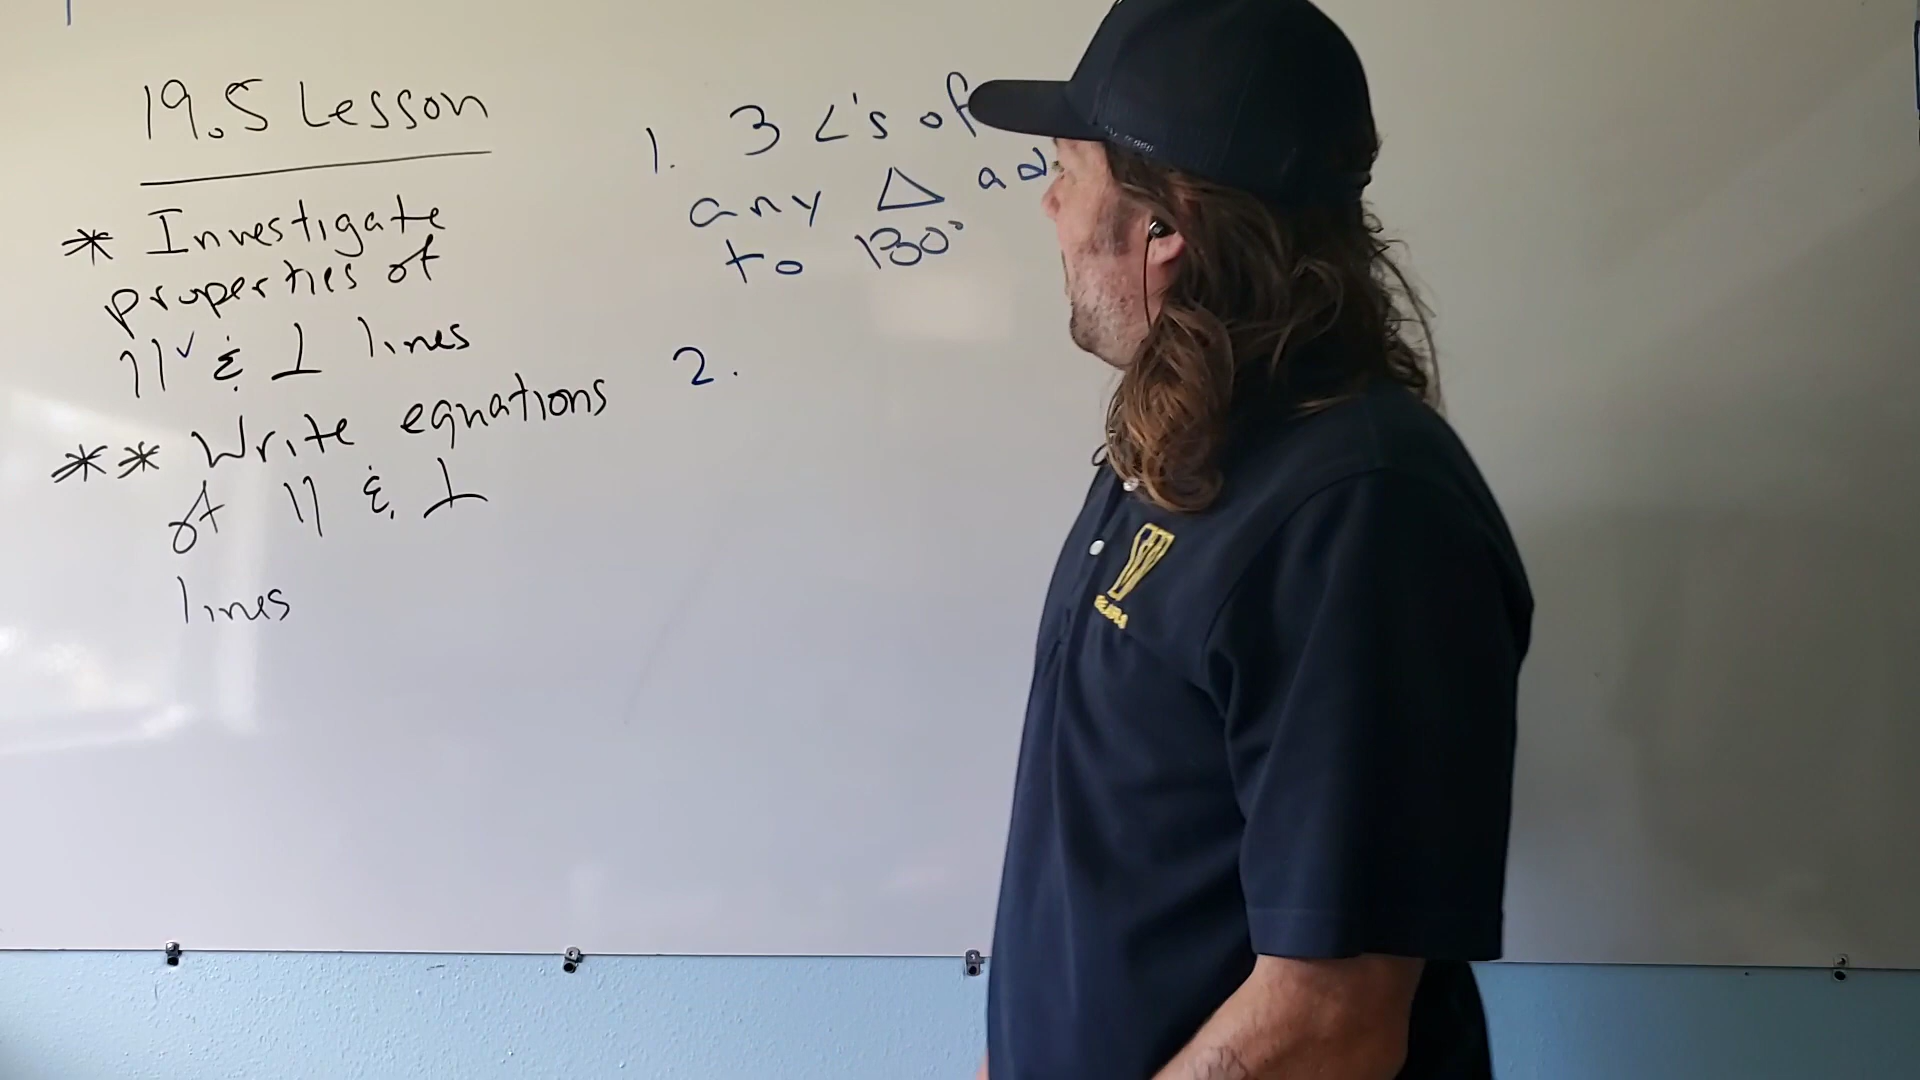 19.5 Lesson
* Investigate
properties of
|| ✓ & ⊥ lines
** Write equations
of || & ⊥
lines
1. 3 ∠'s of
any △ ad
to 180°
2.